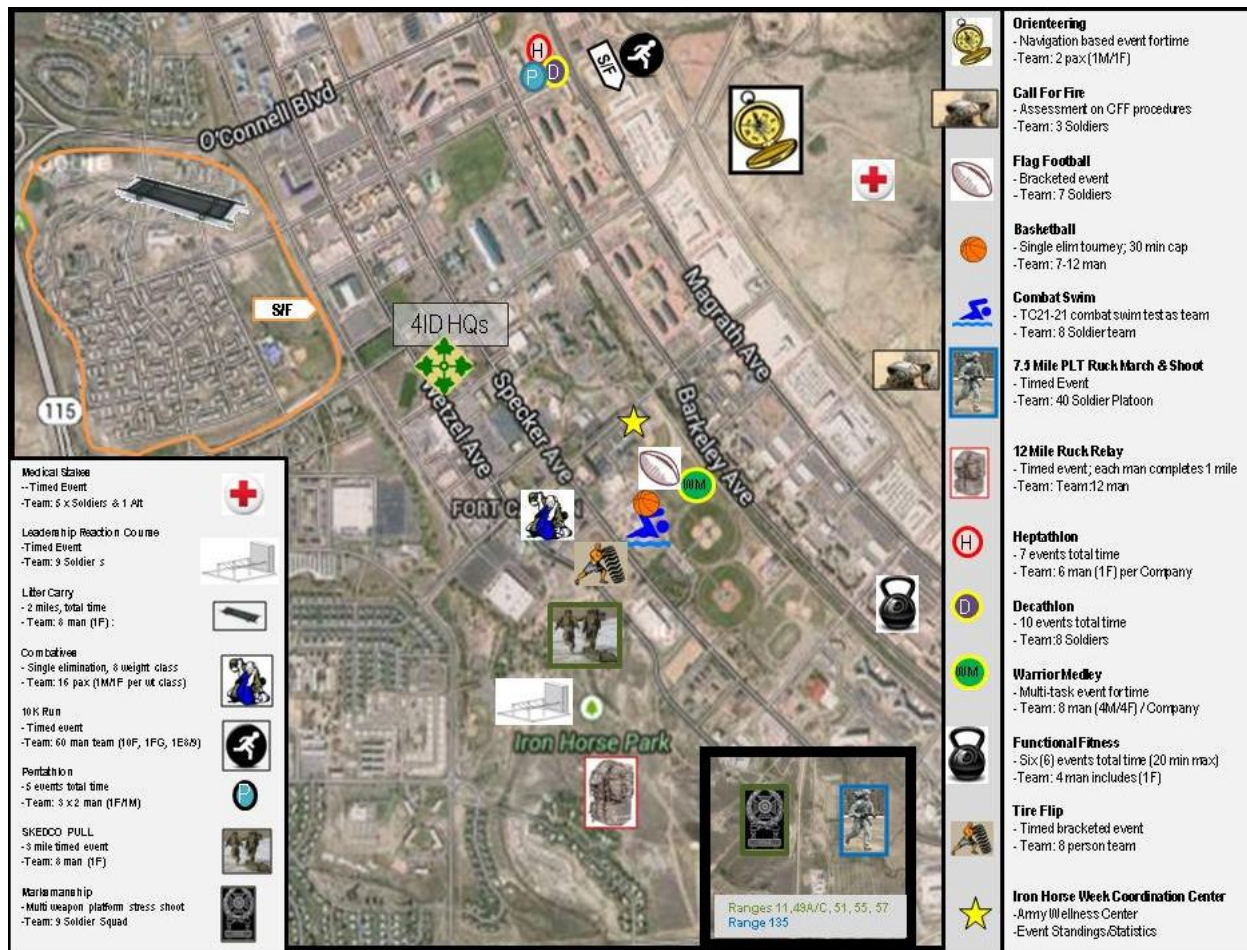 O'Connell Blvd
H
P
D
S/F
S/F
115
4ID HQs
Wetzel Ave
Specker Ave
Barkeley Ave
Magrath Ave
WM
Iron Horse Park
Ranges 11,49A/C, 51, 55, 57
Range 135
Medical Stakes
--Timed Event
-Team: 5 x Soldiers & 1 Alt
Leadership Reaction Course
-Timed Event
-Team: 9 Soldier s
Litter Carry
- 2 miles, total time
- Team: 8 man (1F) :
Combatives
- Single elimination, 8 weight class
- Team: 16 pax (1M/1F per wt class)
10K Run
- Timed event
-Team: 60 man team (10F, 1FG, 1E8/9)
Pentathlon
-5 events total time
-Team: 3 x 2 man (1F/1M)
P
SKEDCO PULL
-3 mile timed event
-Team: 8 man (1F)
Marksmanship
-Multi weapon platform stress shoot
-Team: 9 Soldier Squad
Orienteering
- Navigation based event for time
-Team: 2 pax (1M/1F)
Call For Fire
- Assessment on CFF procedures
-Team: 3 Soldiers
Flag Football
- Bracketed event
- Team: 7 Soldiers
Basketball
- Single elim tourney; 30 min cap
-Team: 7-12 man
Combat Swim
- TC21-21 combat swim test as team
- Team: 8 Soldier team
7.5 Mile PLT Ruck March & Shoot
- Timed Event
-Team: 40 Soldier Platoon
12 Mile Ruck Relay
- Timed event; each man completes 1 mile
-Team: Team:12 man
H
Heptathlon
- 7 events total time
- Team: 6 man (1F) per Company
D
Decathlon
- 10 events total time
-Team:8 Soldiers
WM
Warrior Medley
- Multi-task event for time
- Team: 8 man (4M/4F) / Company
Functional Fitness
- Six (6) events total time (20 min max)
-Team: 4 man includes (1F)
Tire Flip
- Timed bracketed event
- Team: 8 person team
Iron Horse Week Coordination Center
-Army Wellness Center
-Event Standings/Statistics